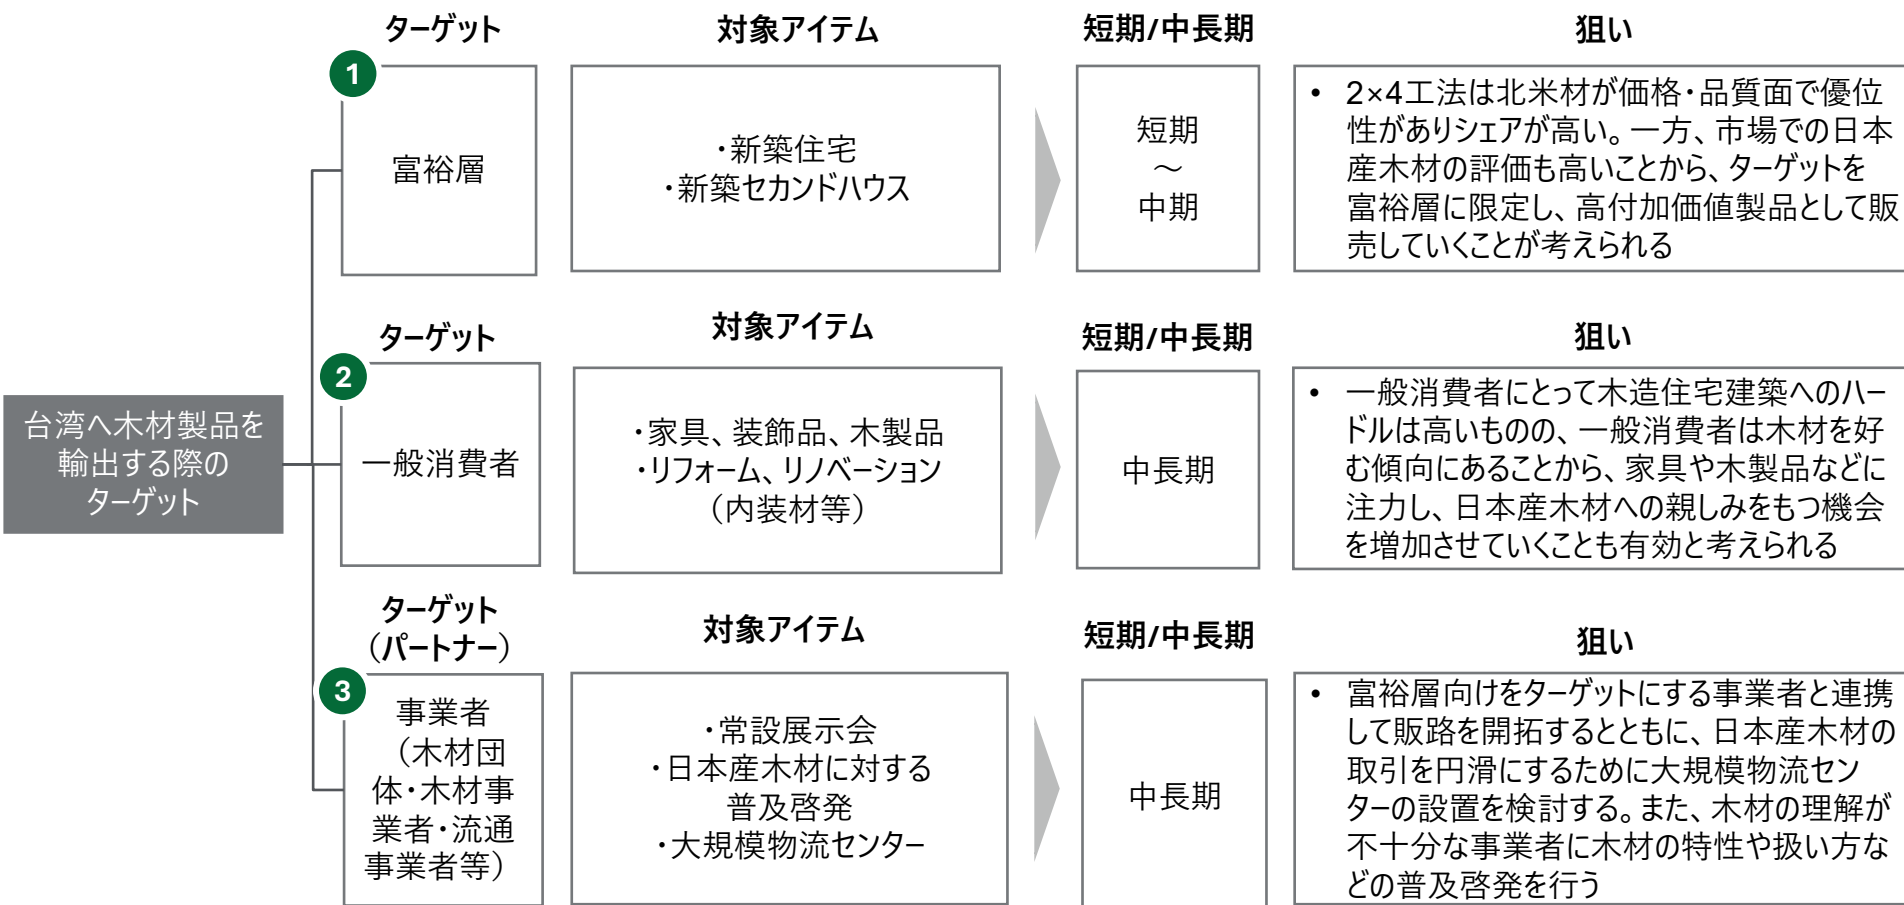 台湾へ木材製品を
輸出する際の
ターゲット
ターゲット
対象アイテム
短期/中長期
狙い
1
富裕層
・新築住宅
・新築セカンドハウス
短期
～
中期
• 2×4工法は北米材が価格・品質面で優位
性がありシェアが高い。一方、市場での日本
産木材の評価も高いことから、ターゲットを
富裕層に限定し、高付加価値製品として販
売していくことが考えられる
ターゲット
対象アイテム
短期/中長期
狙い
2
一般消費者
・家具、装飾品、木製品
・リフォーム、リノベーション
（内装材等）
中長期
• 一般消費者にとって木造住宅建築へのハー
ドルは高いものの、一般消費者は木材を好
む傾向にあることから、家具や木製品などに
注力し、日本産木材への親しみをもつ機会
を増加させていくことも有効と考えられる
ターゲット
（パートナー）
対象アイテム
短期/中長期
狙い
3
事業者
（木材団
体・木材事
業者・流通
事業者等）
・常設展示会
・日本産木材に対する
普及啓発
・大規模物流センター
中長期
• 富裕層向けをターゲットにする事業者と連携
して販路を開拓するとともに、日本産木材の
取引を円滑にするために大規模物流セン
ターの設置を検討する。また、木材の理解が
不十分な事業者に木材の特性や扱い方な
どの普及啓発を行う